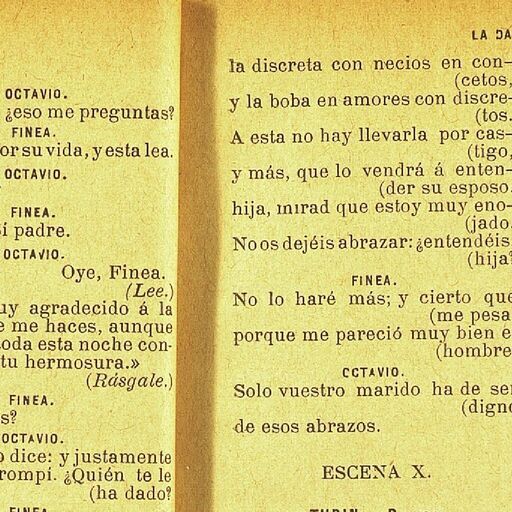 OCTAVIO.
¿eso me preguntas?
FINEA.
or su vida, y esta lea.
OCTAVIO.
FINEA.
í padre.
OCTAVIO.
Oye, Finea.
(Lee.)
uy agradecido á la
e me haces, aunque
toda esta noche con-
tu hermosura.»
(Rásgale.)
FINEA.
s?
OCTAVIO.
o dice: y justamente
rompí. ¿Quién te le
(ha dado?
FINEA.
LA DA
la discreta con necios en con-
(cetos,
y la boba en amores con discre-
(tos.
A esta no hay llevarla por cas-
(tigo,
y más, que lo vendrá á enten-
(der su esposo.
hija, mirad que estoy muy eno-
(jado.
No os dejéis abrazar: ¿entendéis
(hija?
FINEA.
No lo haré más; y cierto que
(me pesa
porque me pareció muy bien e
(hombre
CCTAVIO.
Solo vuestro marido ha de ser
(digno
de esos abrazos.
ESCENA X.